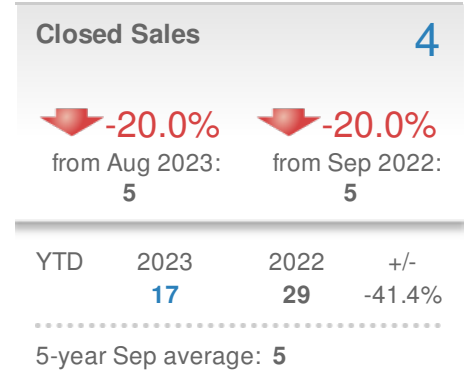 Closed Sales 4
-20.0% -20.0%
from Aug 2023: from Sep 2022:
5 5
YTD 2023 2022 +/-
17 29 -41.4%
5-year Sep average: 5